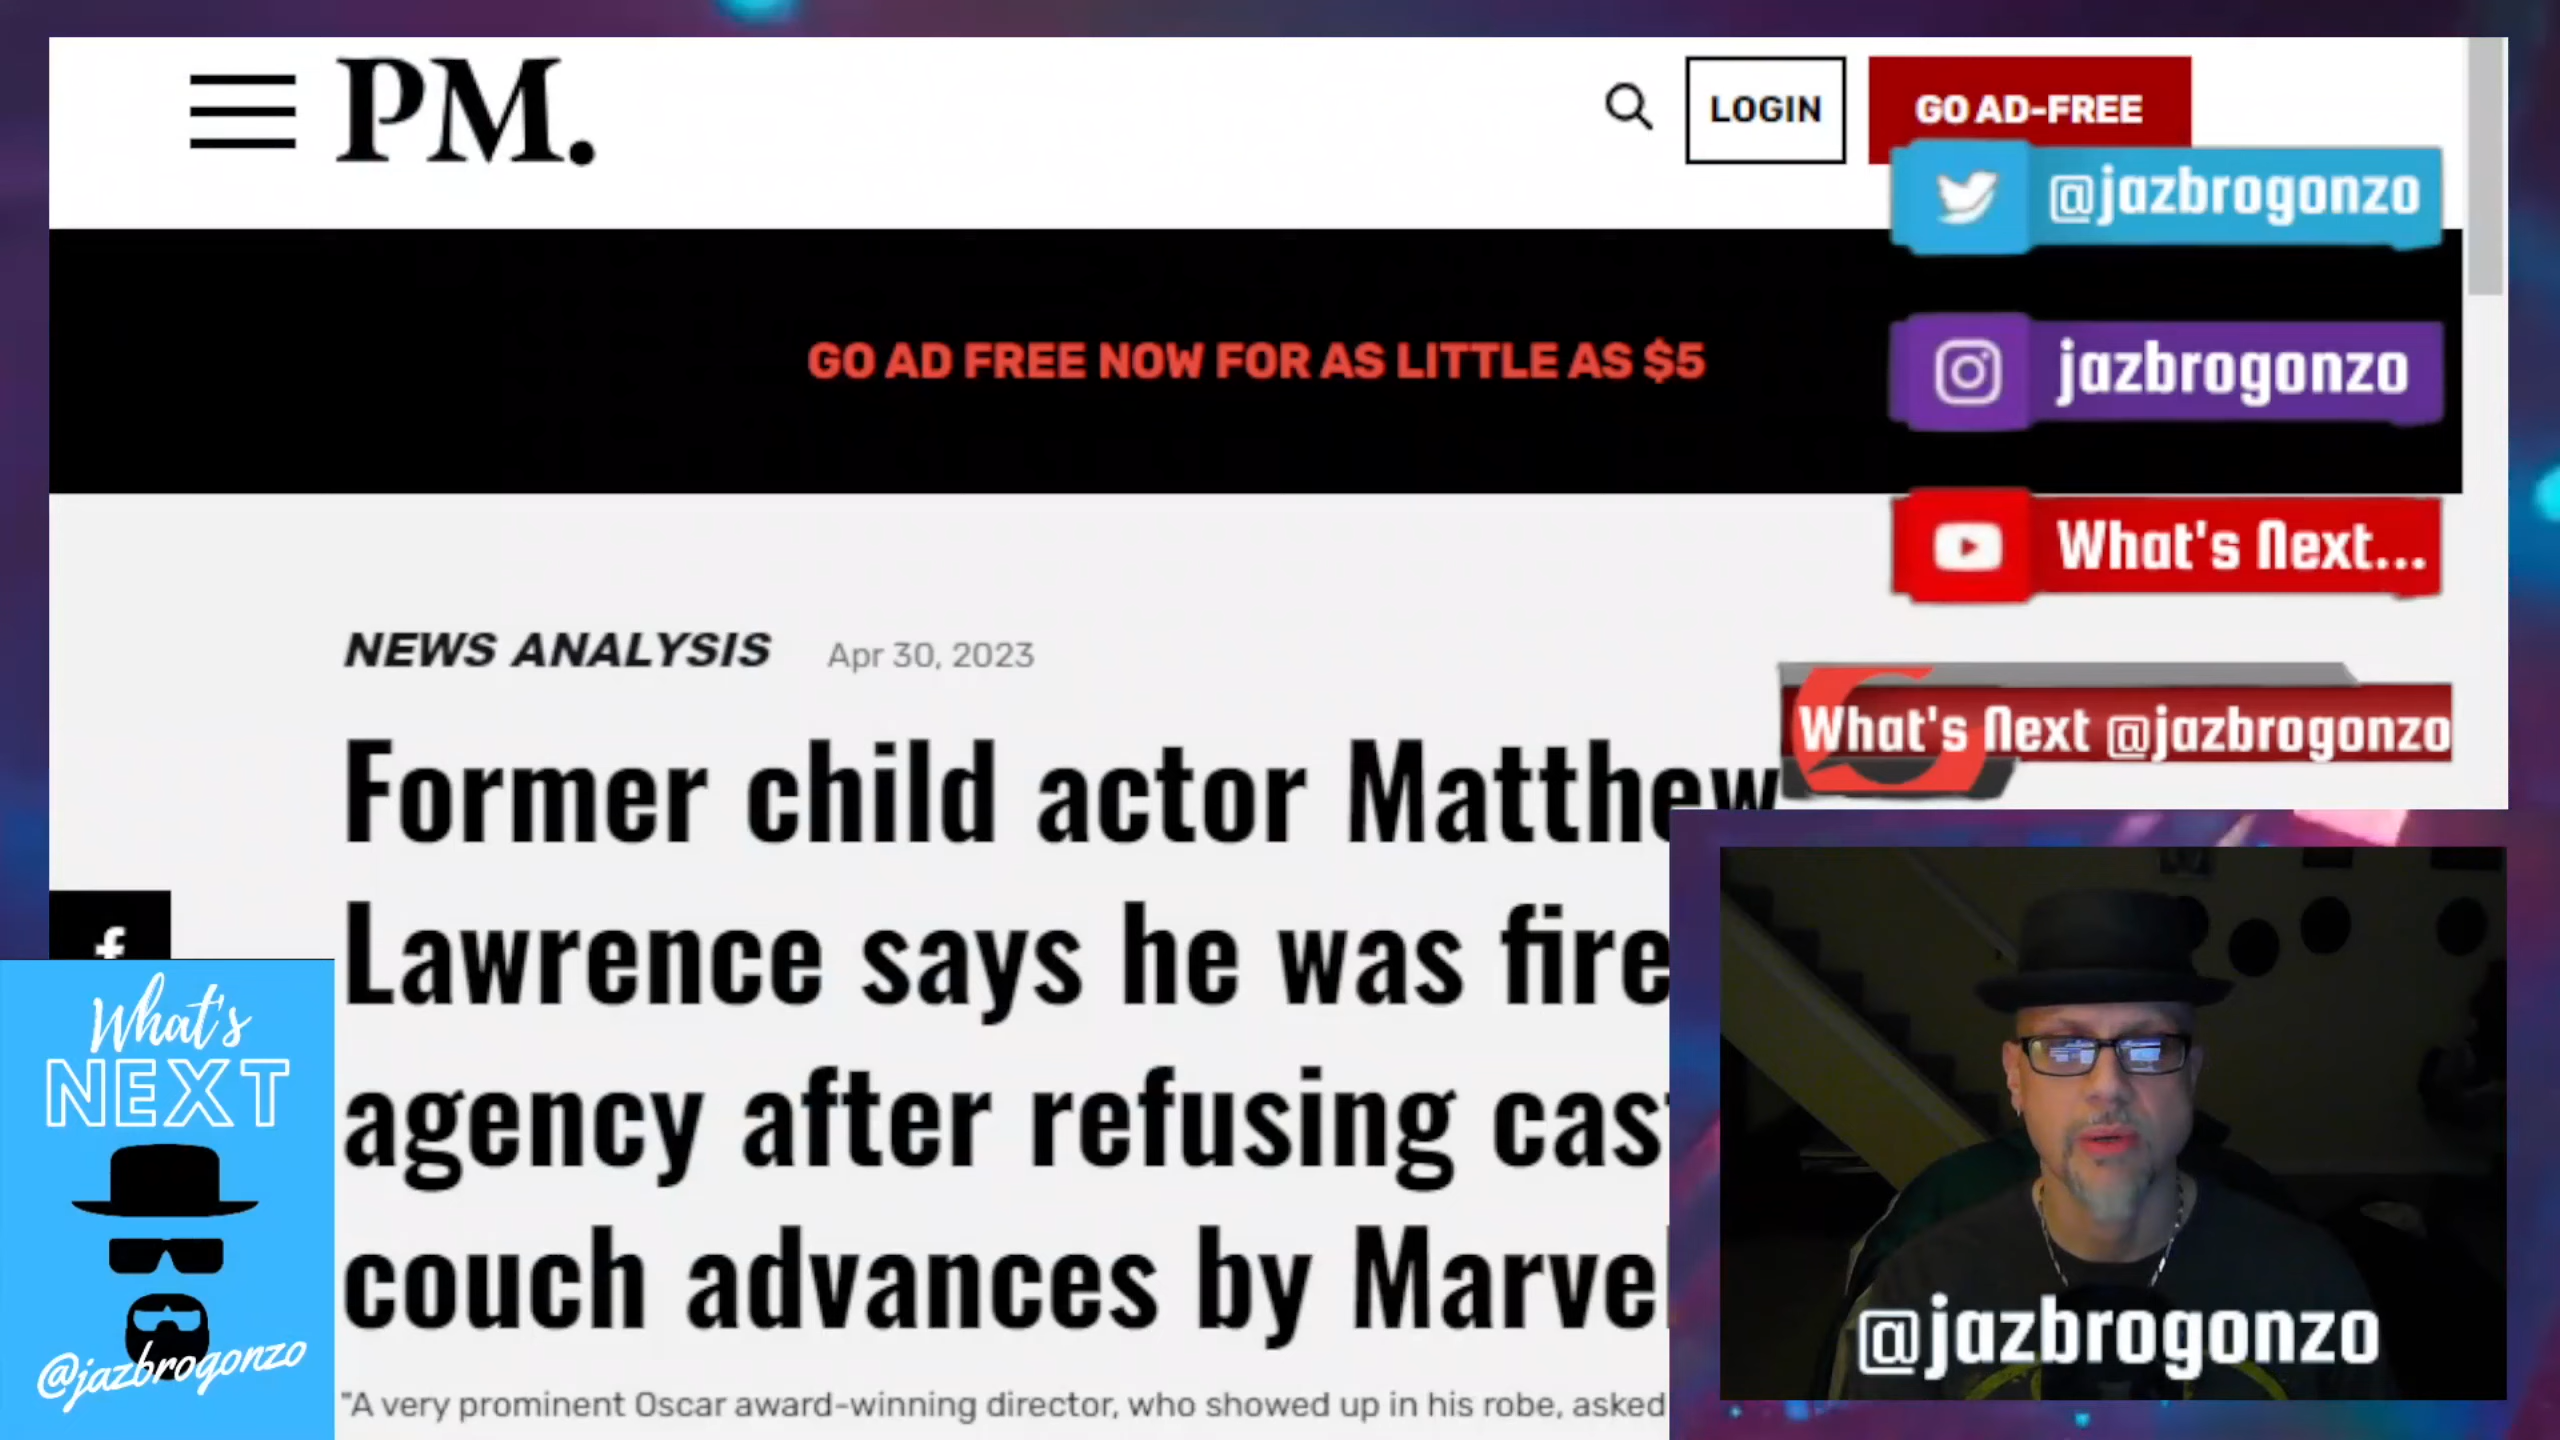 PM.
LOGIN
GO AD-FREE
@jazbrogonzo
GO AD FREE NOW FOR AS LITTLE AS $5
jazbrogonzo
What's Next...
NEWS ANALYSIS Apr 30, 2023
What's Next @jazbrogonzo
Former child actor Matthew
Lawrence says he was fire
agency after refusing cas
couch advances by Marvel
"A very prominent Oscar award-winning director, who showed up in his robe, asked
What's
NEXT
@jazbrogonzo
@jazbrogonzo